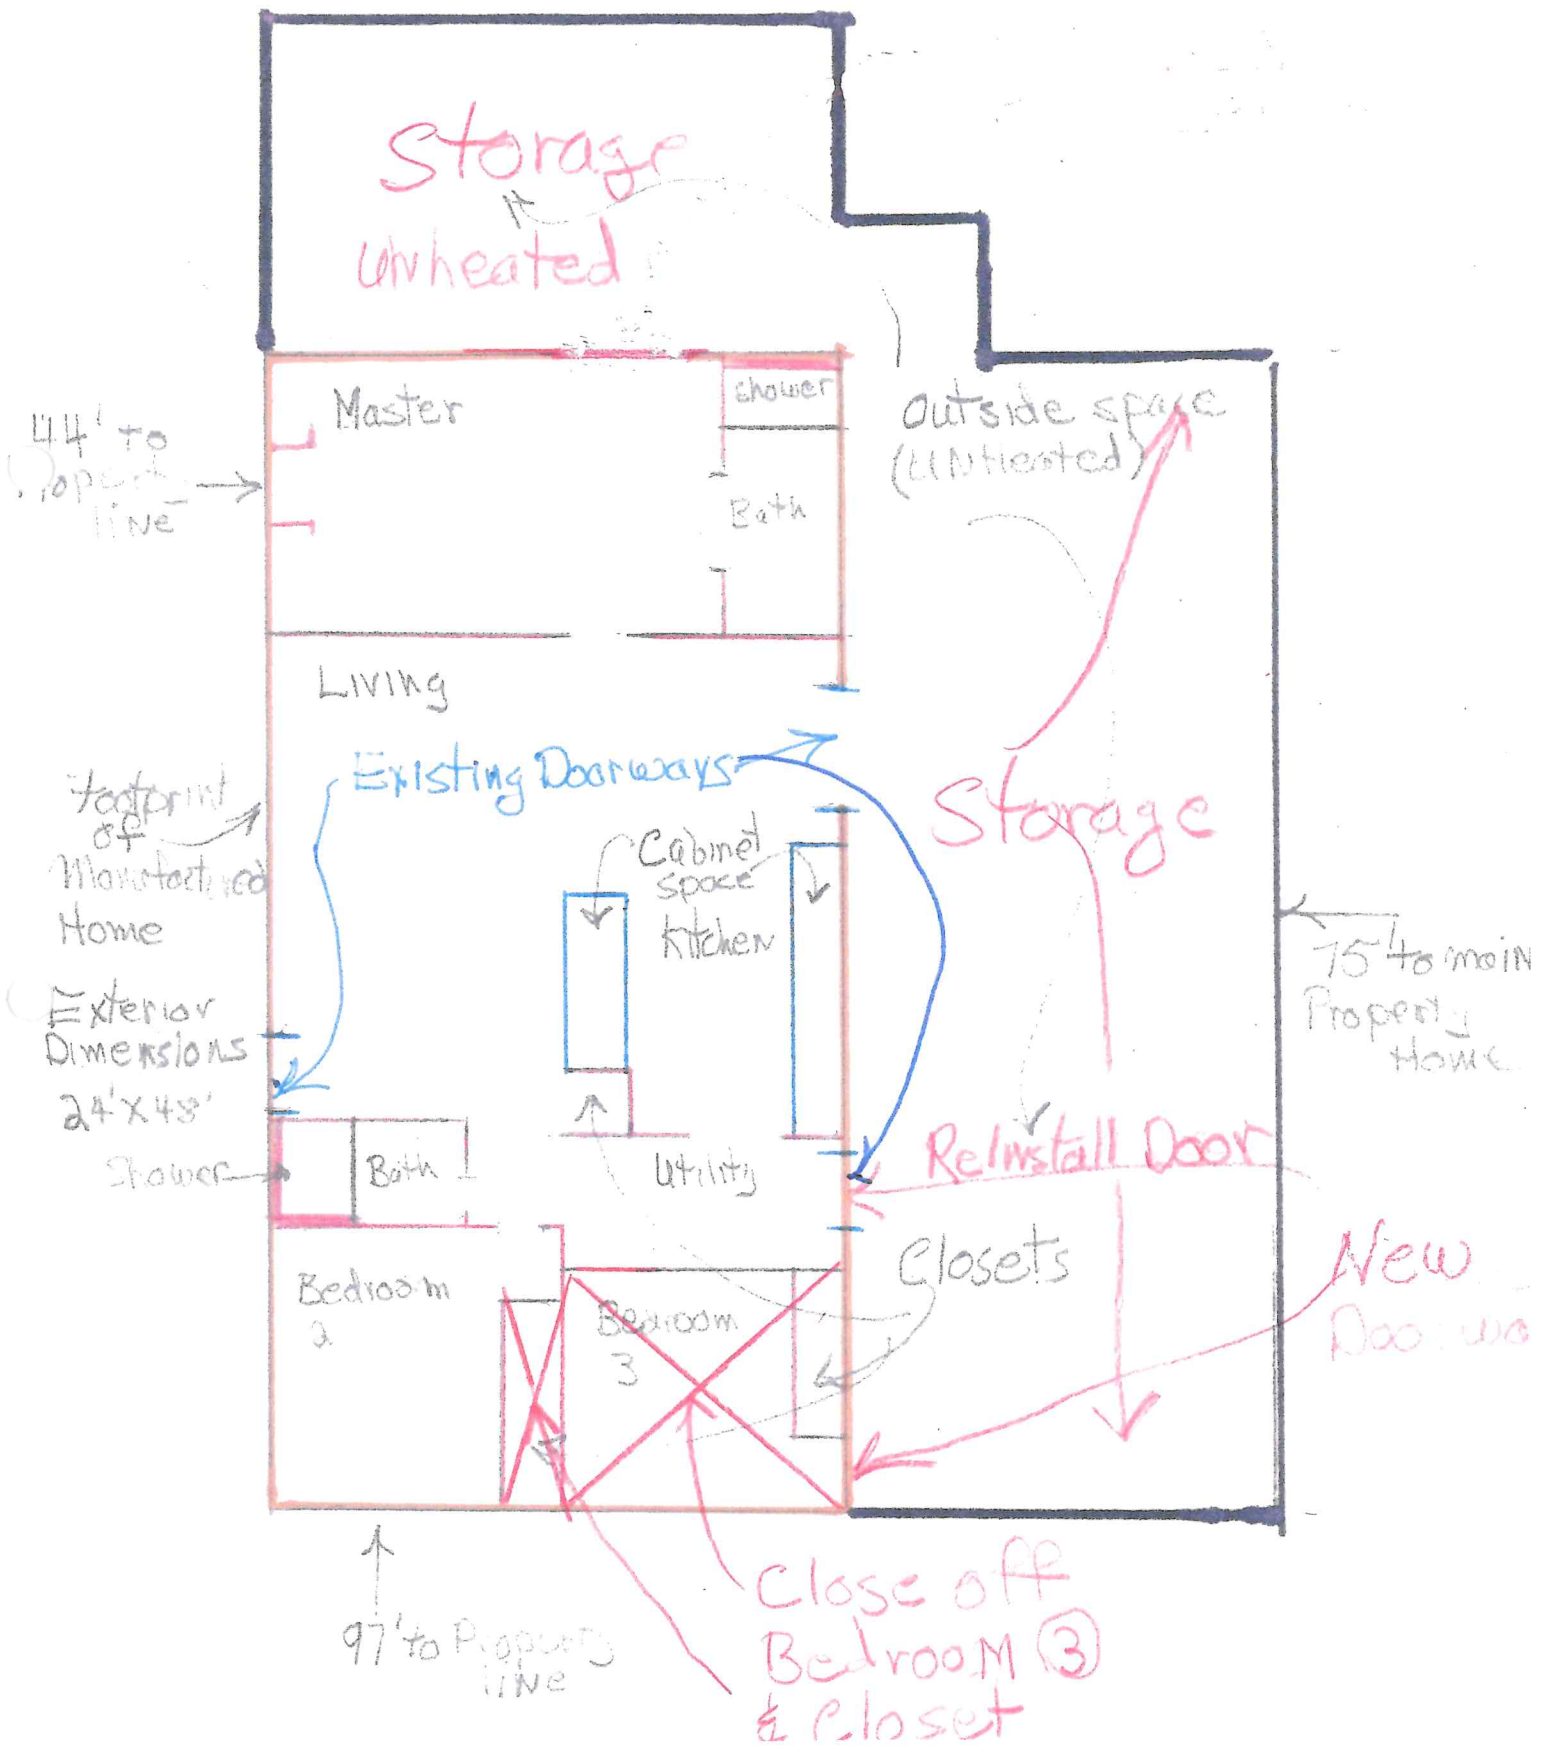 Storage
Unheated
Master
shower
Outside space
(UNHeated)
44' to
line
Bath
Living
Existing Doorways
footprint
of
Manufactured
Home
Cabinet
space
Kitchen
Storage
75' to main
Property
Home
Exterior
Dimensions
24' X 48'
Shower
Bath
Utility
ReInstall Door
Closets
New
Bedroom
2
Bedroom
3
97' to Property
line
Close off
BedrooM 3
& Closet